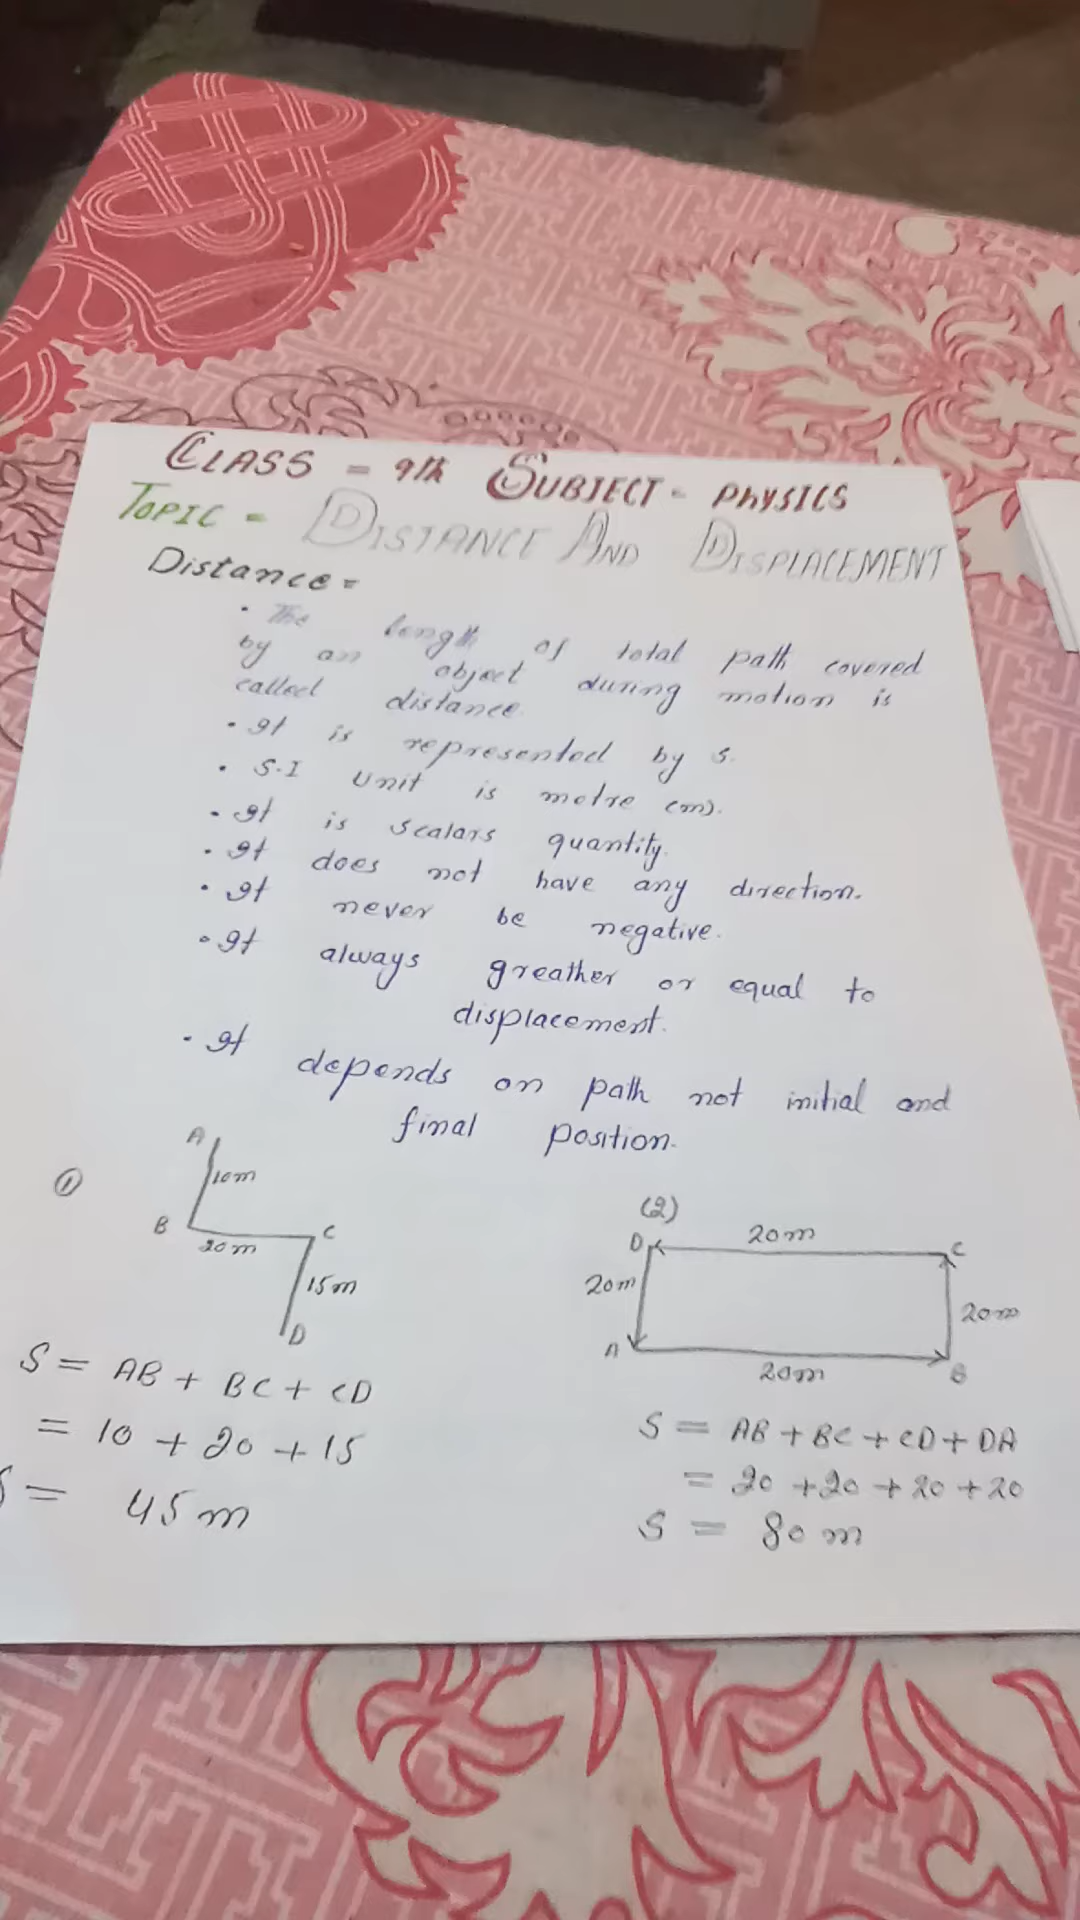 CLASS = 9th SUBJECT - PHYSICS
TOPIC = DISTANCE AND DISPLACEMENT
Distance =
• The length of total path covered
by an object during motion is
called distance.
• It is represented by s.
• S.I Unit is metre (m).
• It is scalars quantity.
• It does not have any direction.
• It never be negative.
• It always greather or equal to
displacement.
• It depends on path not initial and
final position.
①
A
10m
B
20m
C
15m
D
S = AB + BC + CD
= 10 + 20 + 15
S = 45 m
(2)
D
20m
C
20m
20m
A
20m
B
S = AB + BC + CD + DA
= 20 + 20 + 20 + 20
S = 80 m